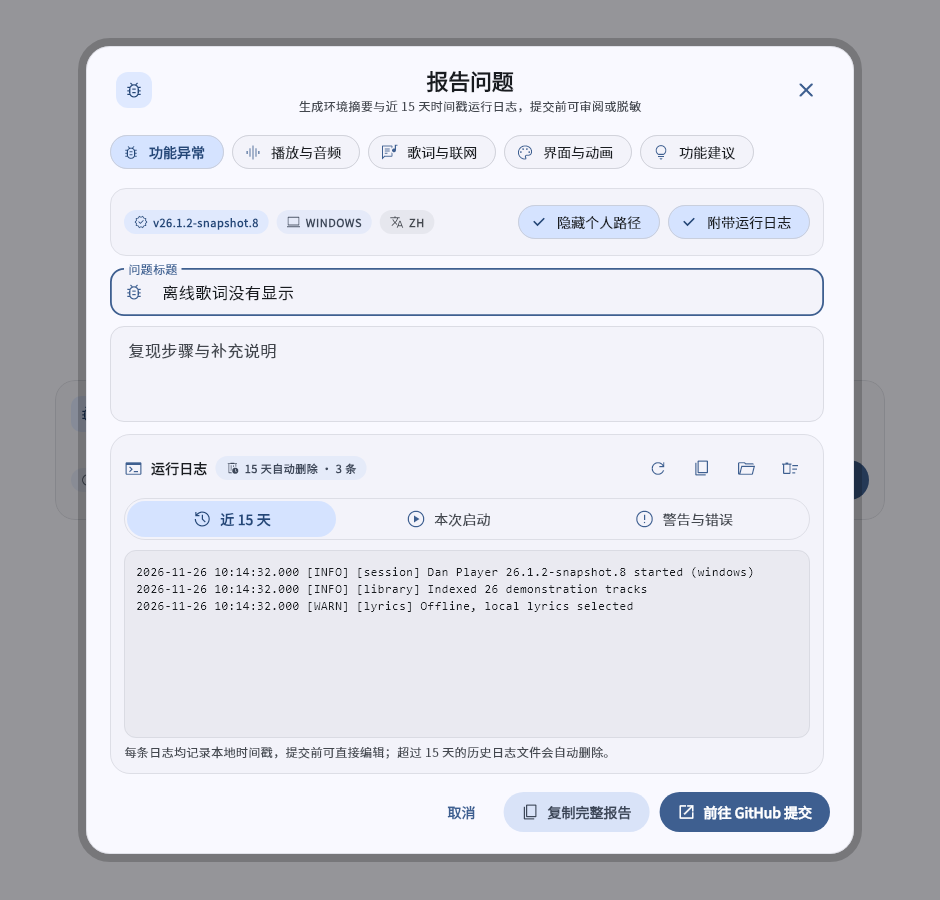 报告问题
生成环境摘要与近 15 天时间戳运行日志，提交前可审阅或脱敏
功能异常
播放与音频
歌词与联网
界面与动画
功能建议
v26.1.2-snapshot.8
WINDOWS
ZH
隐藏个人路径
附带运行日志
问题标题
离线歌词没有显示
复现步骤与补充说明
运行日志
15 天自动删除 · 3 条
近 15 天
本次启动
警告与错误
2026-11-26 10:14:32.000 [INFO] [session] Dan Player 26.1.2-snapshot.8 started (windows)
2026-11-26 10:14:32.000 [INFO] [library] Indexed 26 demonstration tracks
2026-11-26 10:14:32.000 [WARN] [lyrics] Offline, local lyrics selected
每条日志均记录本地时间戳，提交前可直接编辑；超过 15 天的历史日志文件会自动删除。
取消
复制完整报告
前往 GitHub 提交